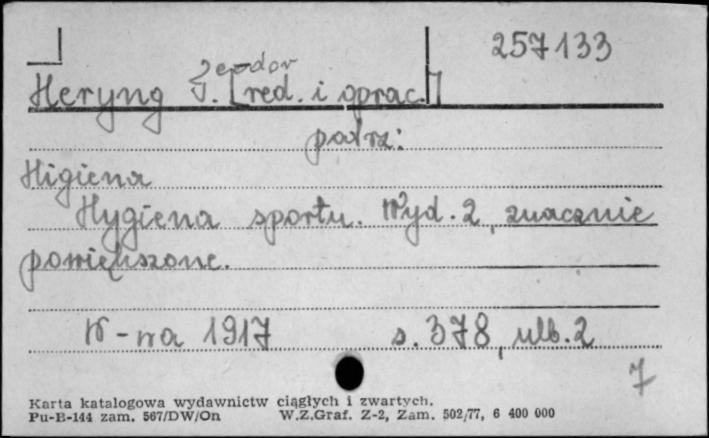 257133
Teodor
Heryng T. [red. i oprac.]
patrz:
Higiena
Hygiena sportu. Wyd. 2, znacznie
powiększone.
W-wa 1917 s. 378, ulb. 2
7
Karta katalogowa wydawnictw ciągłych i zwartych.
Pu-B-144 zam. 567/DW/On W.Z.Graf. Z-2, Zam. 502/77, 6 400 000